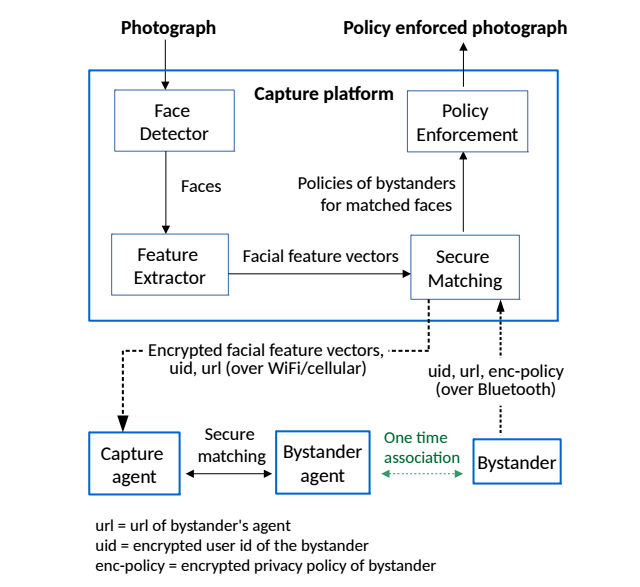 Photograph
Policy enforced photograph
Capture platform
Face
Detector
Policy
Enforcement
Faces
Policies of bystanders
for matched faces
Feature
Extractor
Facial feature vectors
Secure
Matching
Encrypted facial feature vectors,
uid, url (over WiFi/cellular)
uid, url, enc-policy
(over Bluetooth)
Capture
agent
Secure
matching
Bystander
agent
One time
association
Bystander
url = url of bystander's agent
uid = encrypted user id of the bystander
enc-policy = encrypted privacy policy of bystander